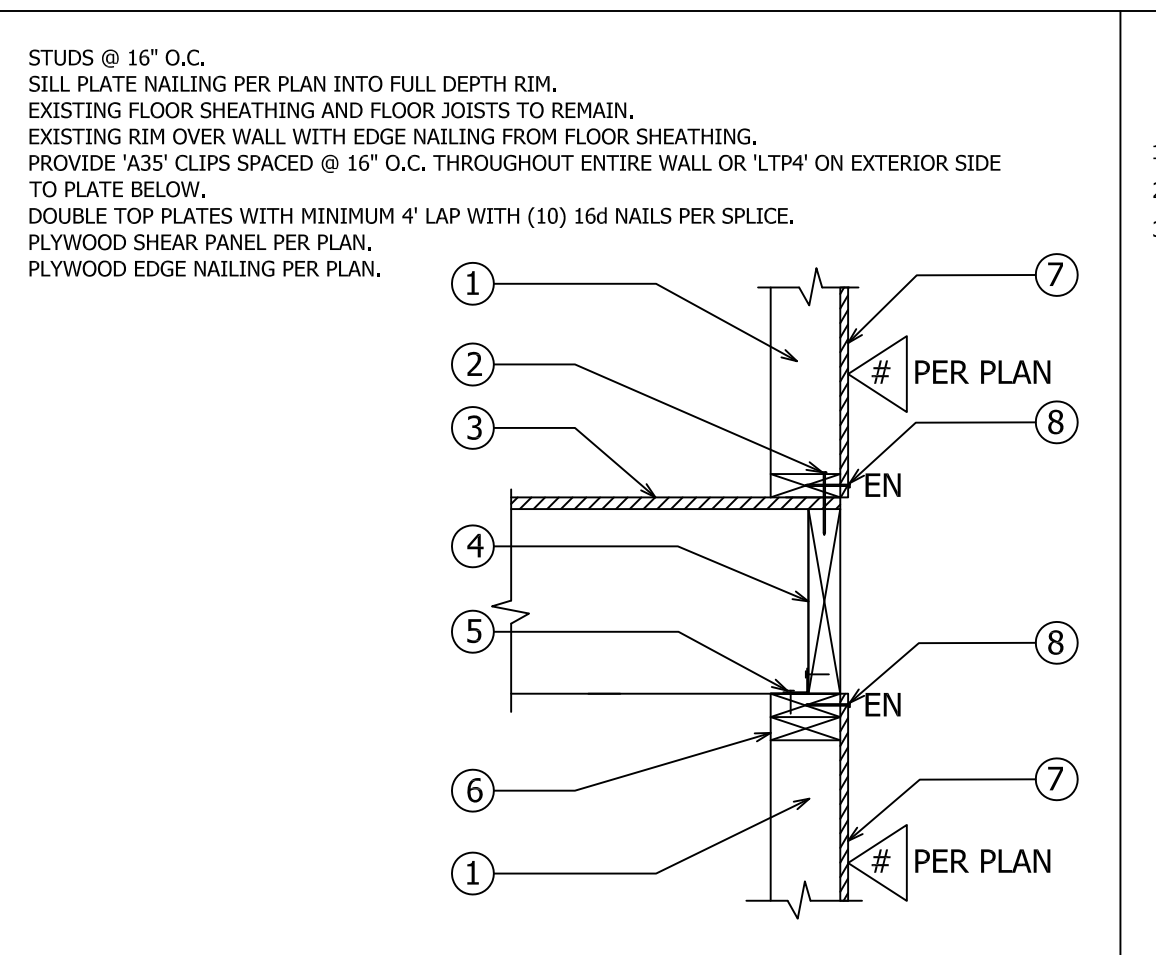 STUDS @ 16" O.C.
SILL PLATE NAILING PER PLAN INTO FULL DEPTH RIM.
EXISTING FLOOR SHEATHING AND FLOOR JOISTS TO REMAIN.
EXISTING RIM OVER WALL WITH EDGE NAILING FROM FLOOR SHEATHING.
PROVIDE 'A35' CLIPS SPACED @ 16" O.C. THROUGHOUT ENTIRE WALL OR 'LTP4' ON EXTERIOR SIDE
TO PLATE BELOW.
DOUBLE TOP PLATES WITH MINIMUM 4' LAP WITH (10) 16d NAILS PER SPLICE.
PLYWOOD SHEAR PANEL PER PLAN.
PLYWOOD EDGE NAILING PER PLAN.
1
7
2
# PER PLAN
3
8
EN
4
5
8
EN
6
7
1
# PER PLAN